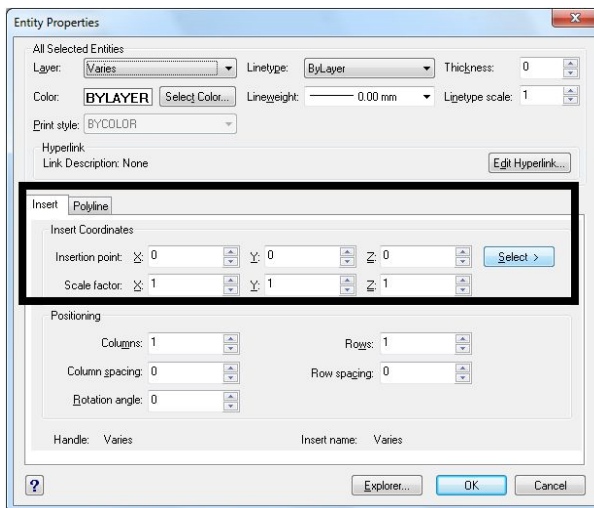 Entity Properties
All Selected Entities
Layer: Varies Linetype: ByLayer Thickness: 0
Color: BYLAYER Select Color... Lineweight: 0.00 mm Linetype scale: 1
Print style: BYCOLOR
Hyperlink
Link Description: None Edit Hyperlink...
Insert Polyline
Insert Coordinates
Insertion point: X: 0 Y: 0 Z: 0 Select >
Scale factor: X: 1 Y: 1 Z: 1
Positioning
Columns: 1 Rows: 1
Column spacing: 0 Row spacing: 0
Rotation angle: 0
Handle: Varies Insert name: Varies
? Explorer... OK Cancel